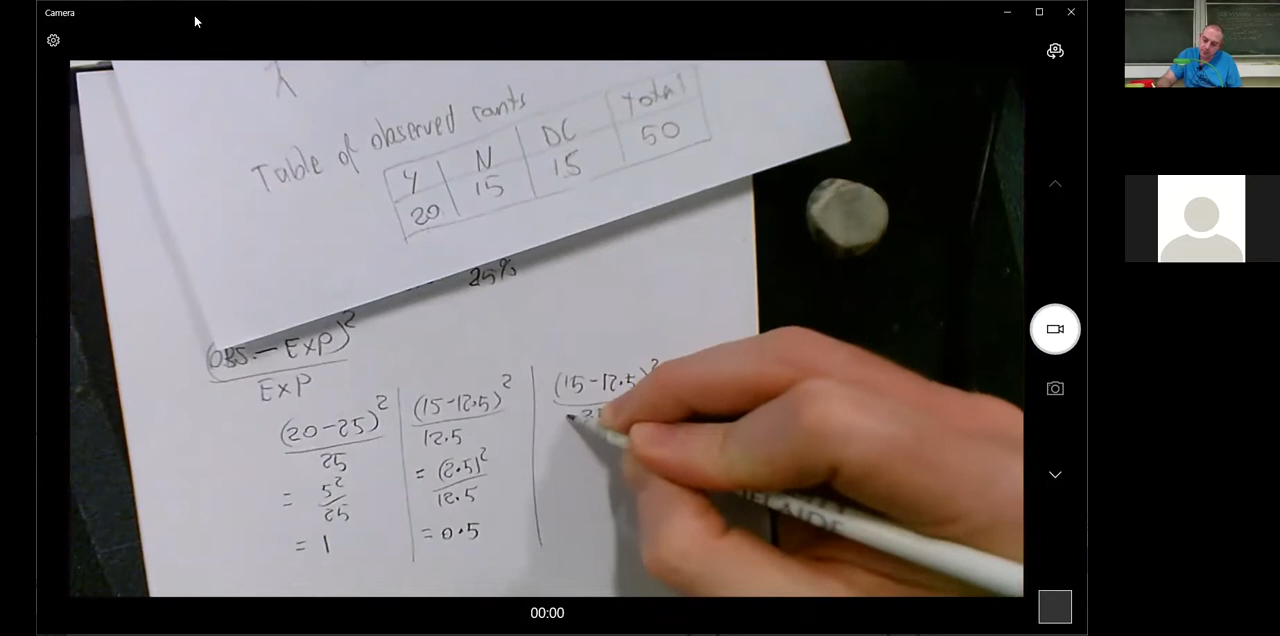 Camera
Table of observed counts
Y N DC Total
20 15 15 50
25%
(OBS. - EXP)²
EXP
(20-25)² (15-12.5)² (15-12.5)²
25 12.5
= 5² = (2.5)²
25 12.5
= 1 = 0.5
00:00